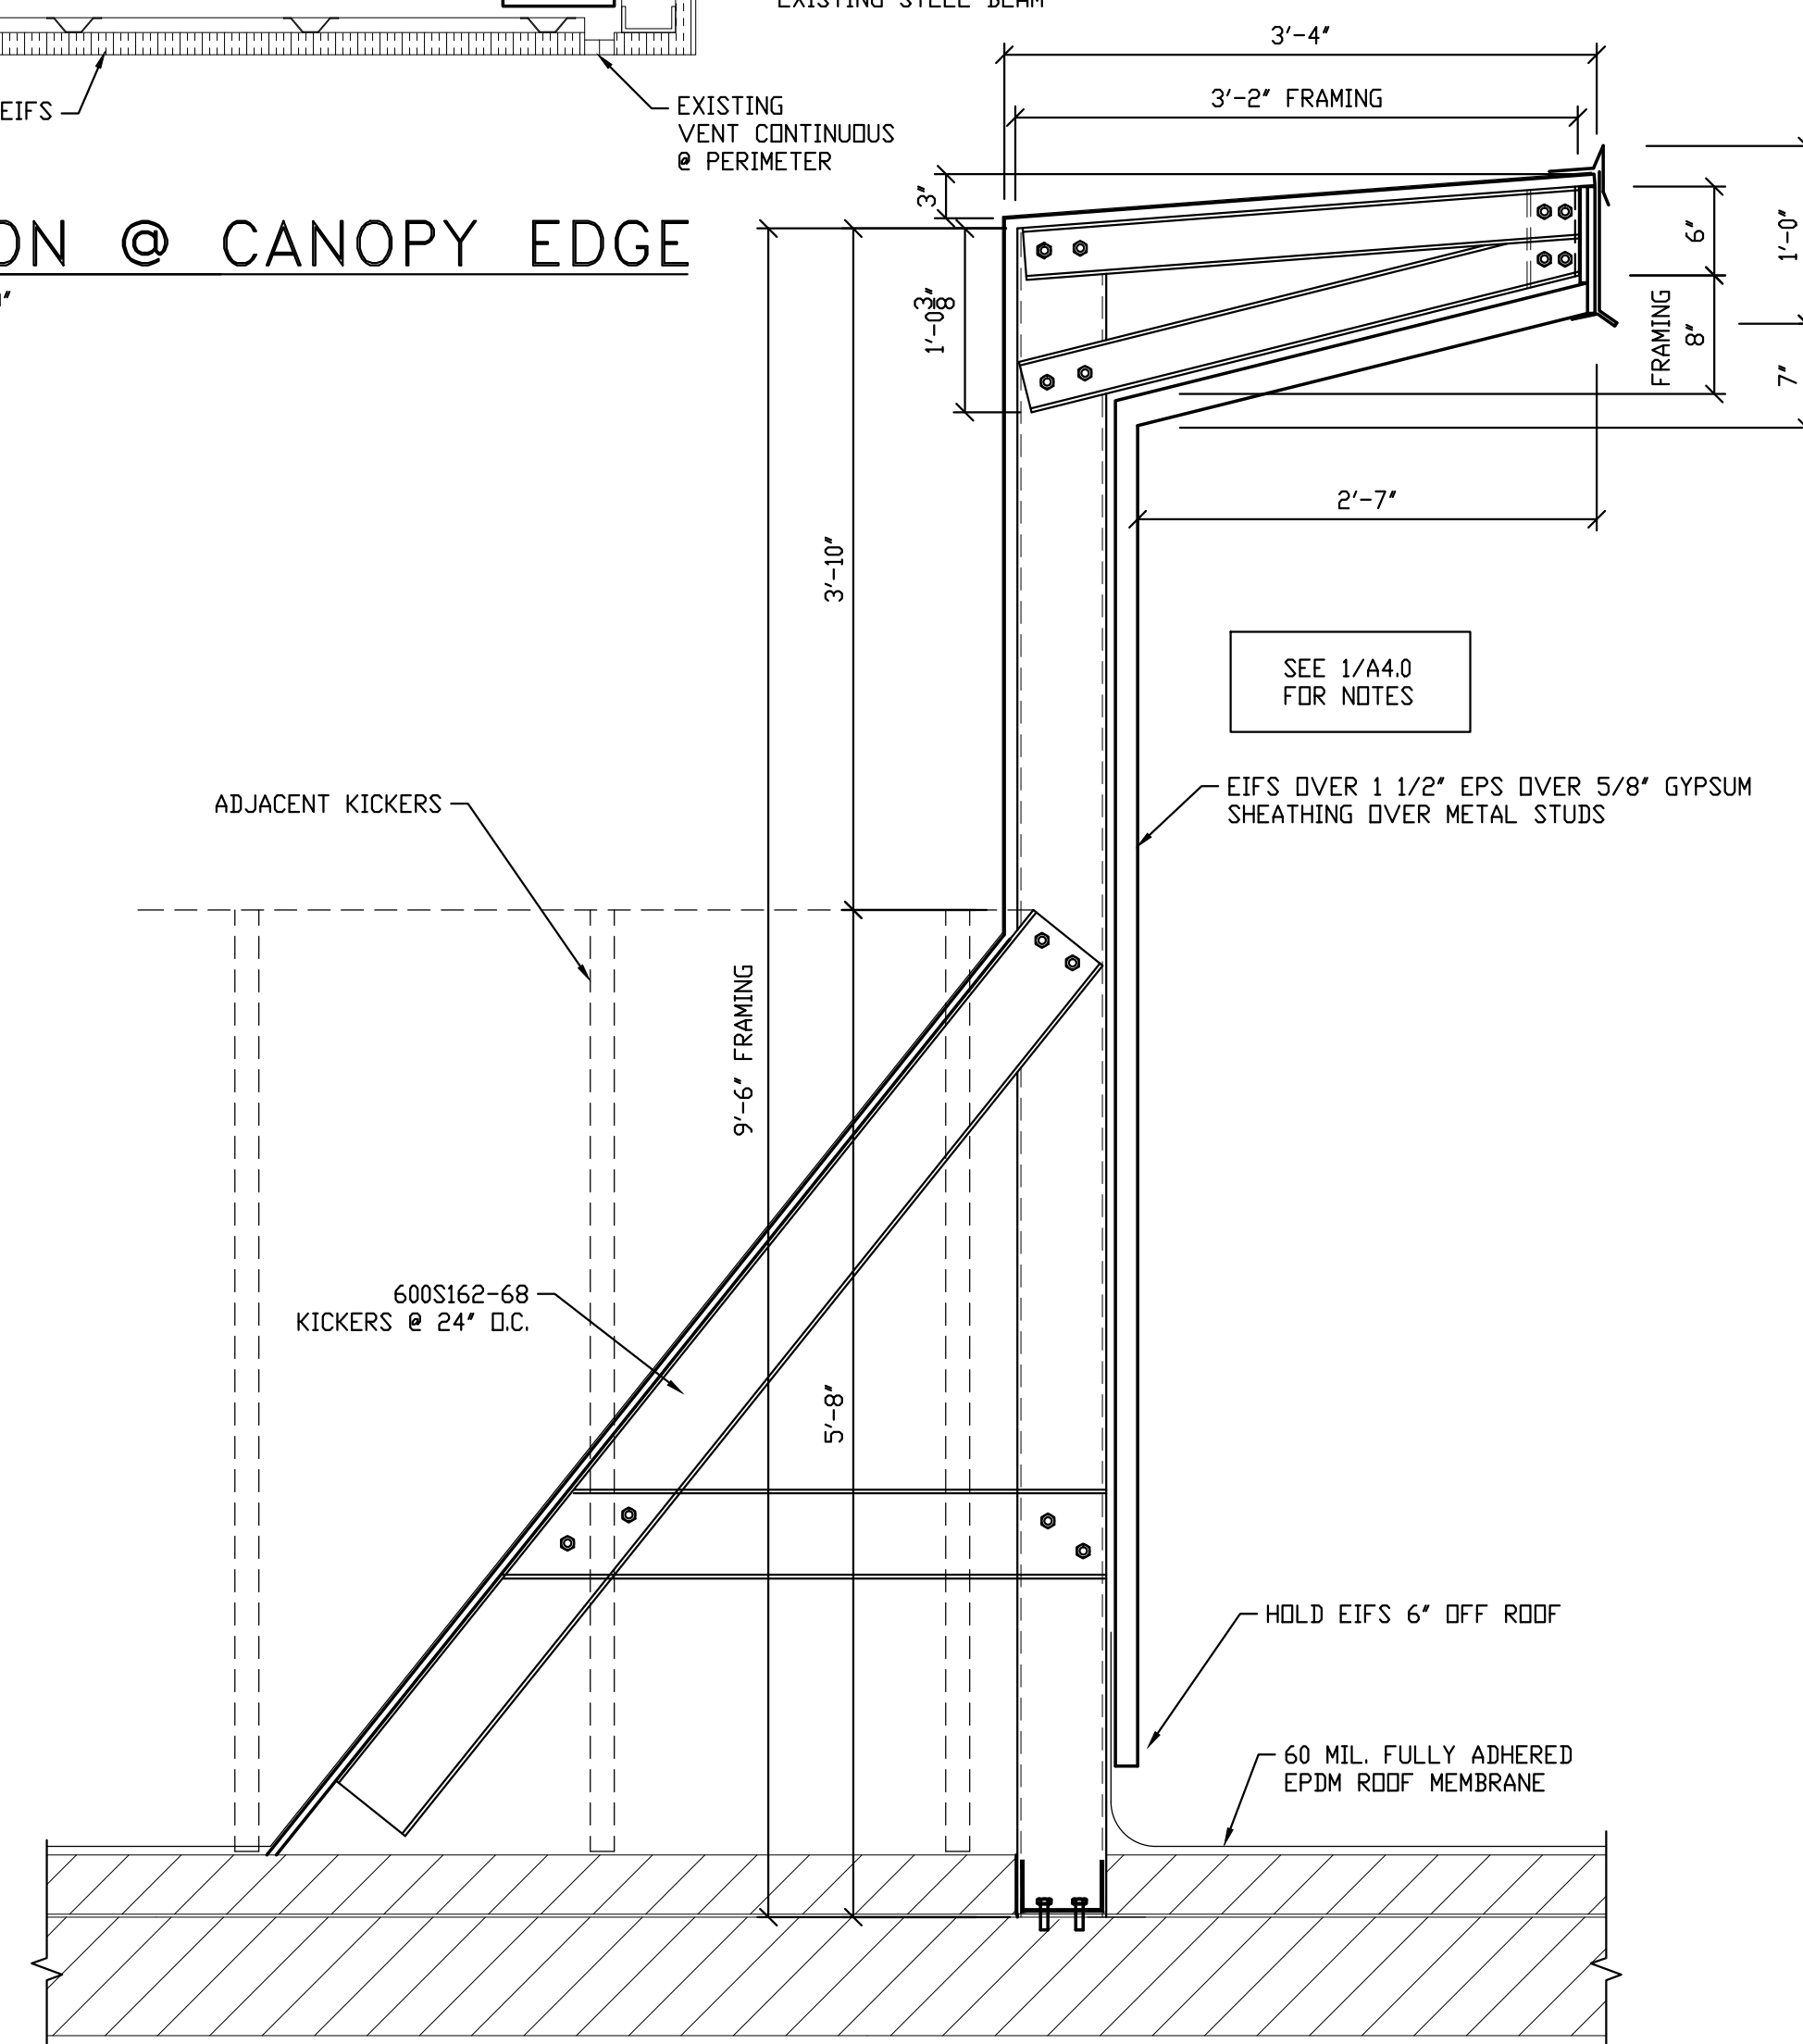 EXISTING STEEL BEAM
EIFS
EXISTING
VENT CONTINUOUS
@ PERIMETER
ON @ CANOPY EDGE
3'-4"
3'-2" FRAMING
3"
1'-0 3/8"
6"
8"
FRAMING
1'-0"
7"
2'-7"
3'-10"
SEE 1/A4.0
FOR NOTES
EIFS OVER 1 1/2" EPS OVER 5/8" GYPSUM
SHEATHING OVER METAL STUDS
ADJACENT KICKERS
9'-6" FRAMING
600S162-68
KICKERS @ 24" O.C.
5'-8"
HOLD EIFS 6" OFF ROOF
60 MIL. FULLY ADHERED
EPDM ROOF MEMBRANE